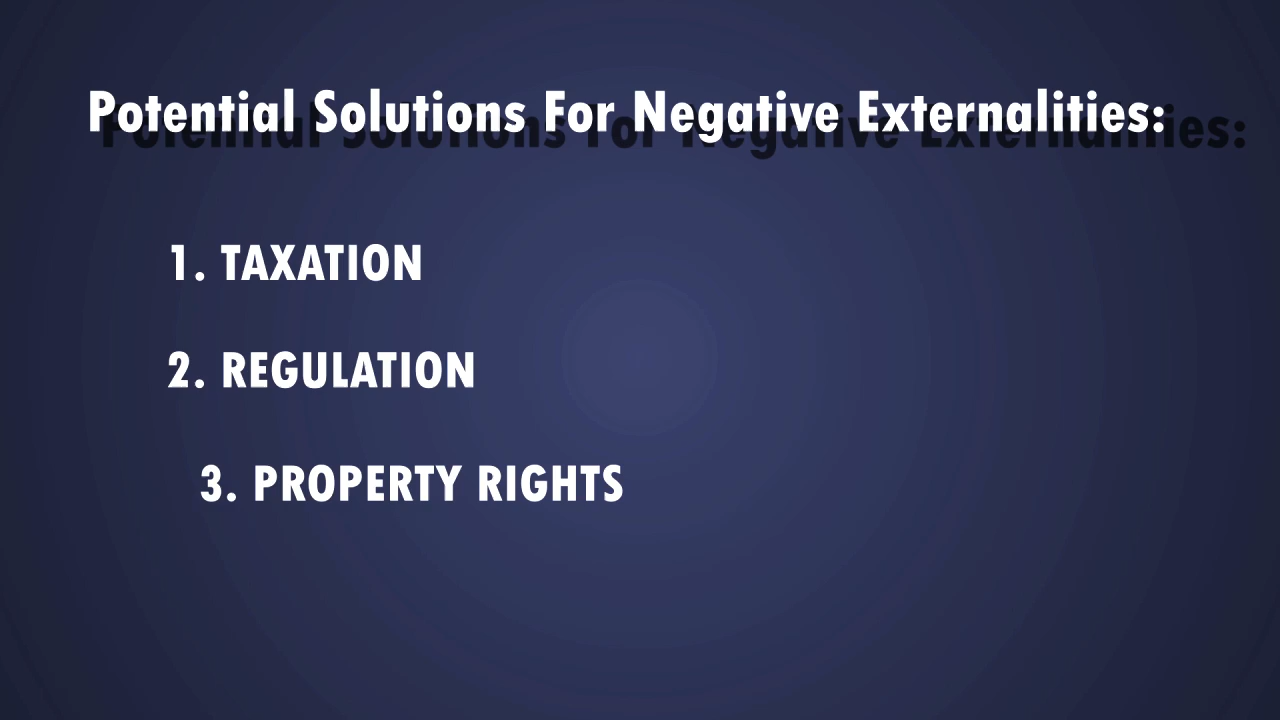 Potential Solutions For Negative Externalities:
1. TAXATION
2. REGULATION
3. PROPERTY RIGHTS